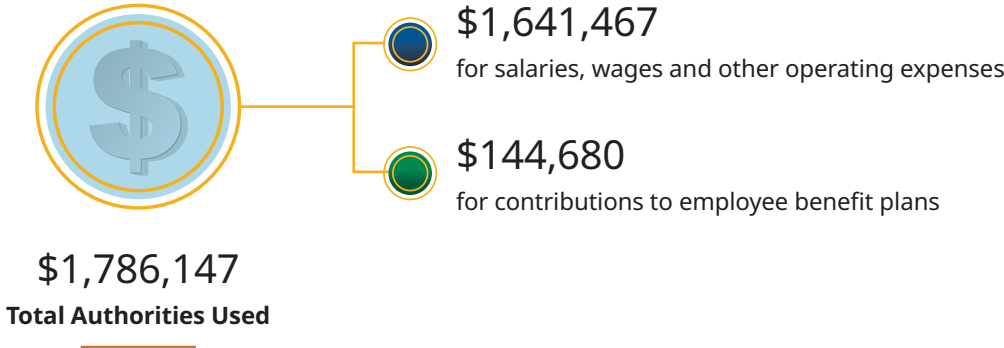 $1,641,467
for salaries, wages and other operating expenses
$144,680
for contributions to employee benefit plans
$1,786,147
Total Authorities Used